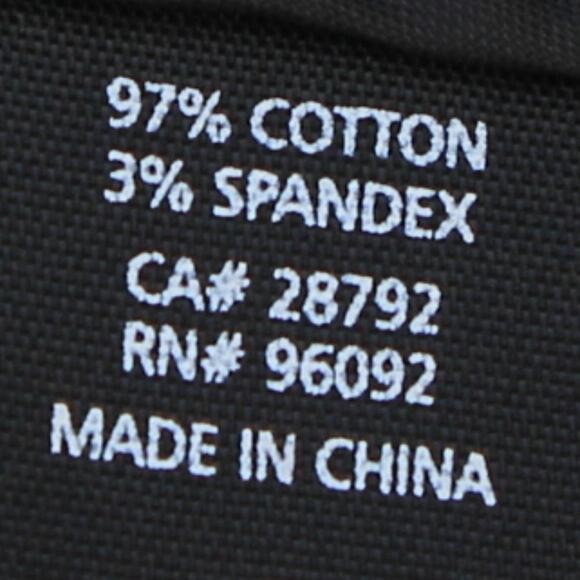 97% COTTON
3% SPANDEX
CA# 28792
RN# 96092
MADE IN CHINA